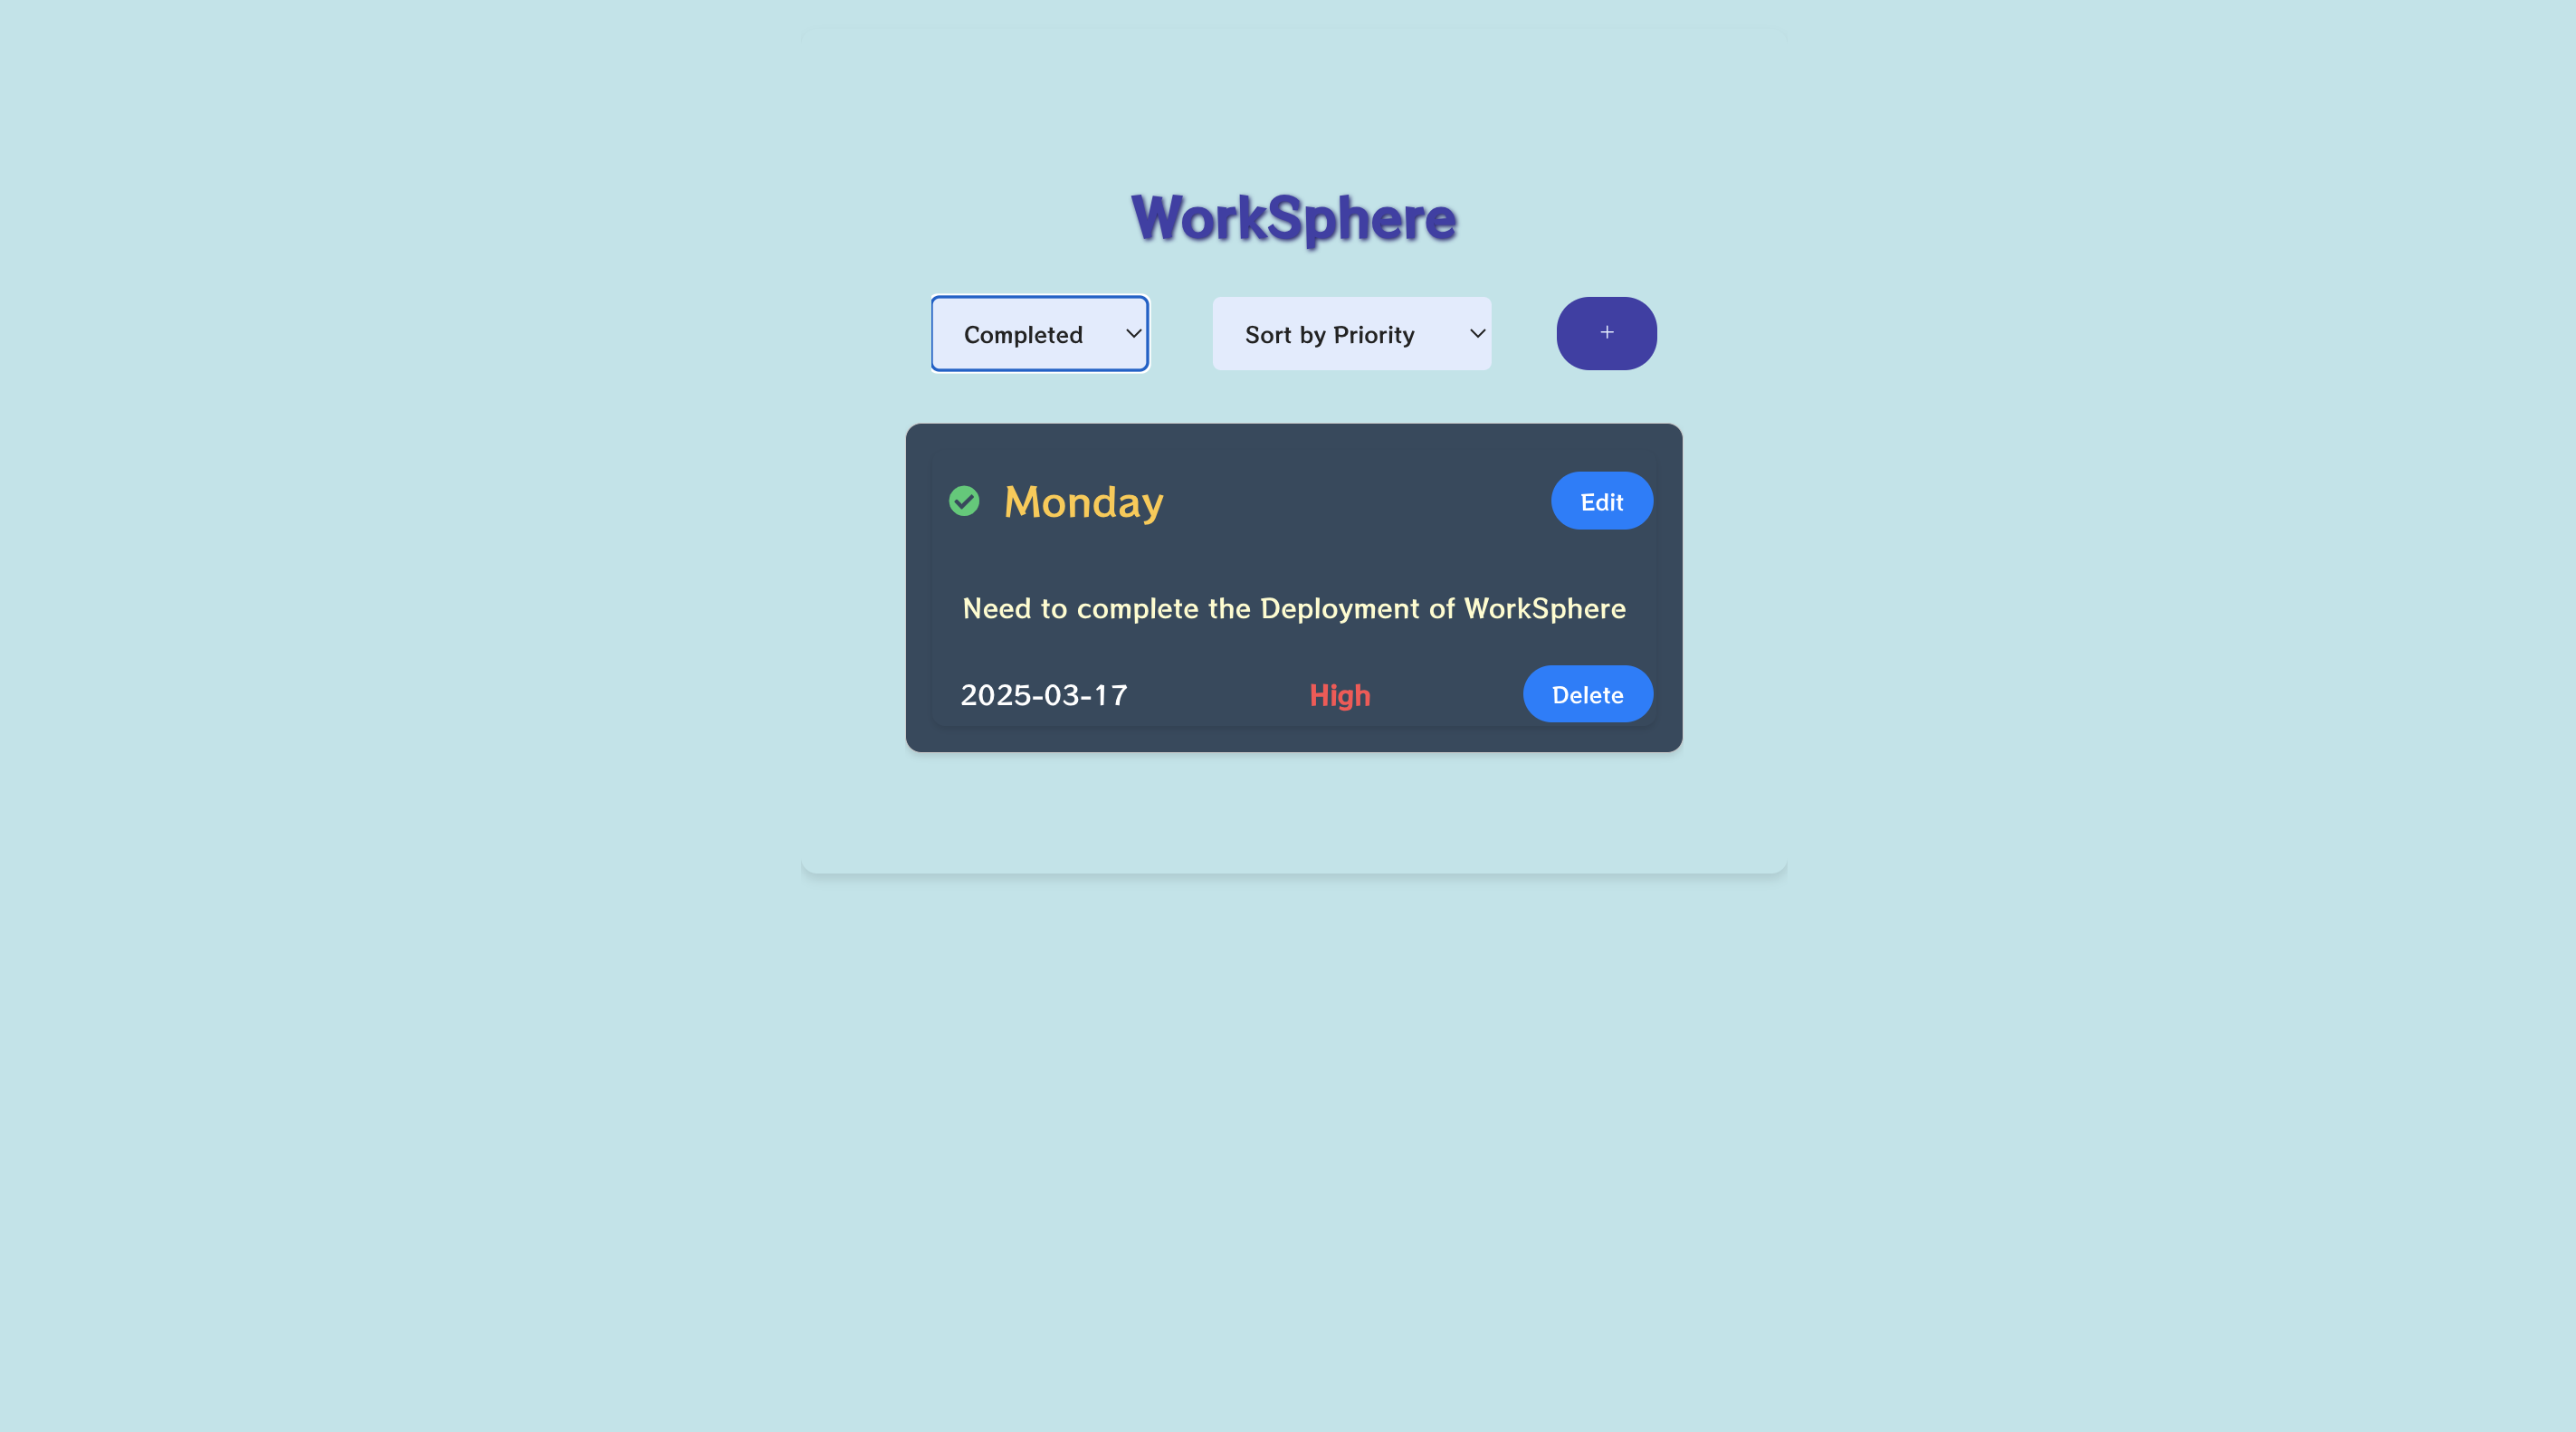 WorkSphere
Completed
Sort by Priority
+
Monday
Edit
Need to complete the Deployment of WorkSphere
2025-03-17
High
Delete